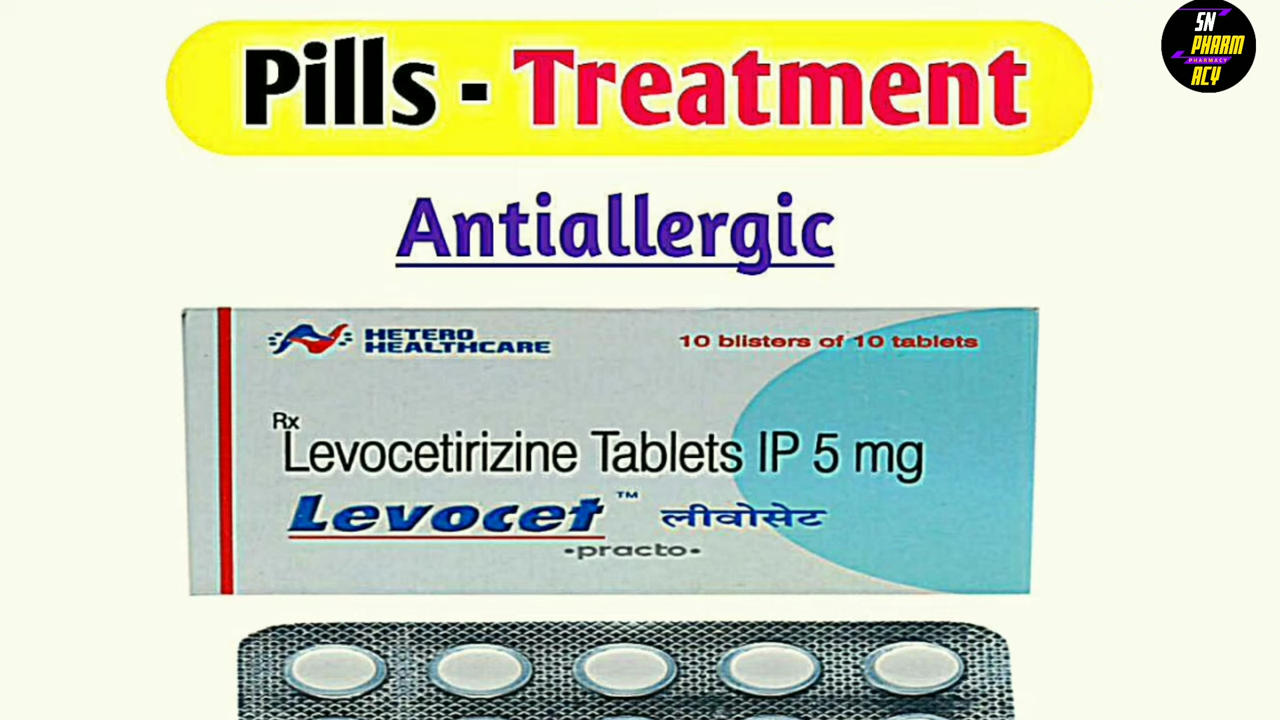 SN
PHARM
PHARMACY
ACY
Pills - Treatment
Antiallergic
HETERO
HEALTHCARE
10 blisters of 10 tablets
Rx
Levocetirizine Tablets IP 5 mg
Levocet™ लीवोसेट
•practo•